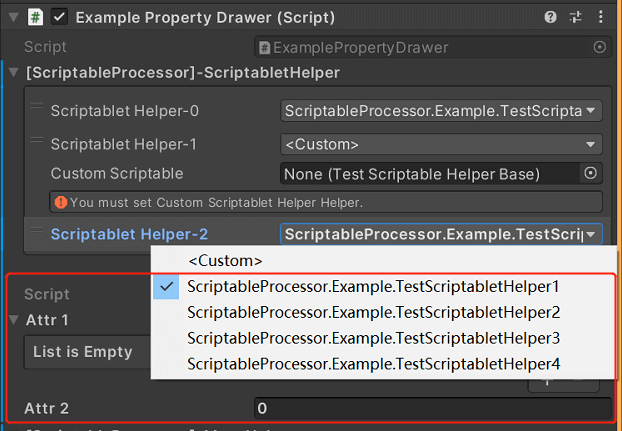 Example Property Drawer (Script)
Script ExamplePropertyDrawer
[ScriptableProcessor]-ScriptabletHelper
Scriptablet Helper-0 ScriptableProcessor.Example.TestScripta
Scriptablet Helper-1 <Custom>
Custom Scriptable None (Test Scriptable Helper Base)
You must set Custom Scriptablet Helper Helper.
Scriptablet Helper-2 ScriptableProcessor.Example.TestScrip
<Custom>
ScriptableProcessor.Example.TestScriptabletHelper1
ScriptableProcessor.Example.TestScriptabletHelper2
ScriptableProcessor.Example.TestScriptabletHelper3
ScriptableProcessor.Example.TestScriptabletHelper4
Script
Attr 1
List is Empty
Attr 2 0